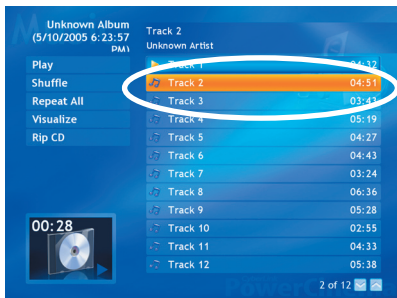 Unknown Album
(5/10/2005 6:23:57
PM)
Play
Shuffle
Repeat All
Visualize
Rip CD
00:28
Track 2
Unknown Artist
Track 1 04:32
Track 2 04:51
Track 3 03:43
Track 4 05:19
Track 5 04:27
Track 6 04:43
Track 7 03:24
Track 8 06:36
Track 9 05:28
Track 10 02:55
Track 11 04:33
Track 12 05:38
2 of 12